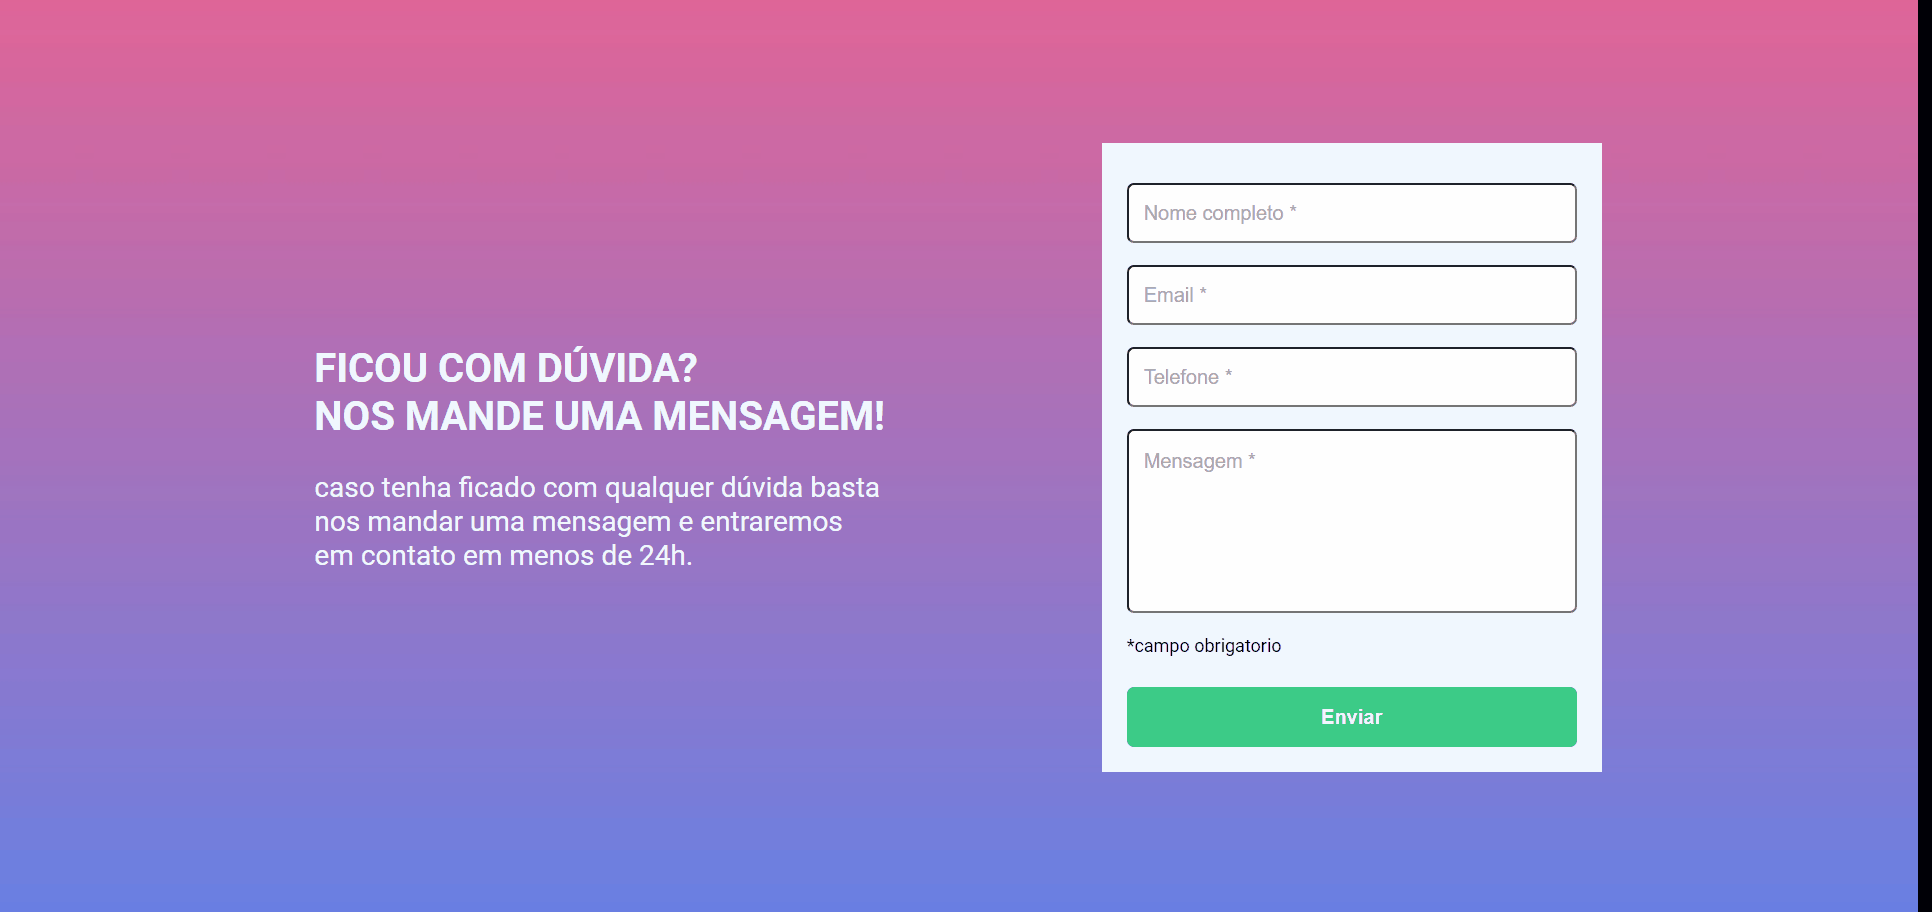 FICOU COM DÚVIDA?
NOS MANDE UMA MENSAGEM!
caso tenha ficado com qualquer dúvida basta
nos mandar uma mensagem e entraremos
em contato em menos de 24h.
Nome completo *
Email *
Telefone *
Mensagem *
*campo obrigatorio
Enviar